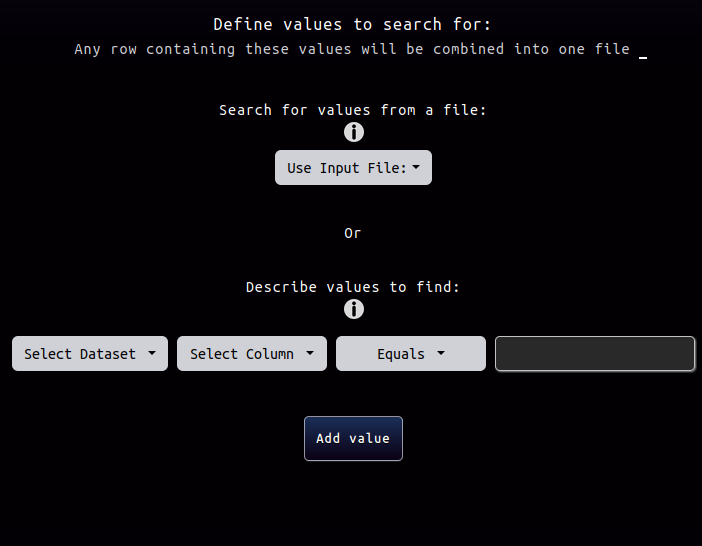 Define values to search for:
Any row containing these values will be combined into one file _
Search for values from a file:
i
Use Input File:
Or
Describe values to find:
i
Select Dataset Select Column Equals
Add value